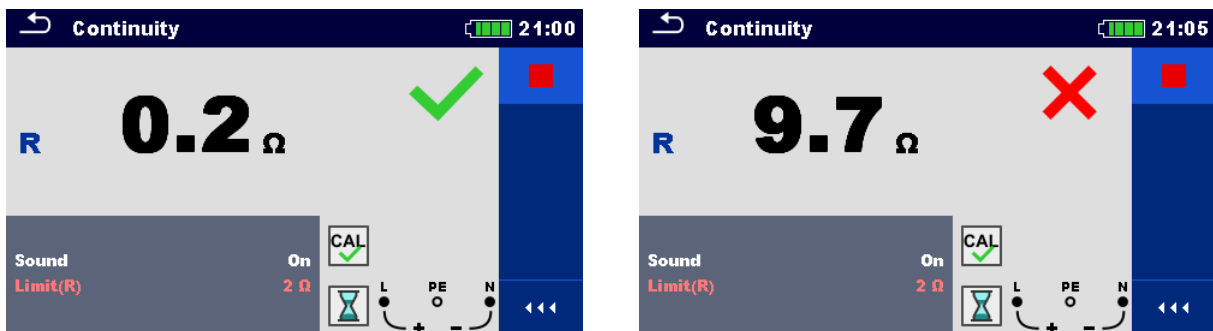 Continuity 21:00
R 0.2 Ω
CAL
Sound On
Limit(R) 2 Ω
L PE N
+ -
Continuity 21:05
R 9.7 Ω
CAL
Sound On
Limit(R) 2 Ω
L PE N
+ -